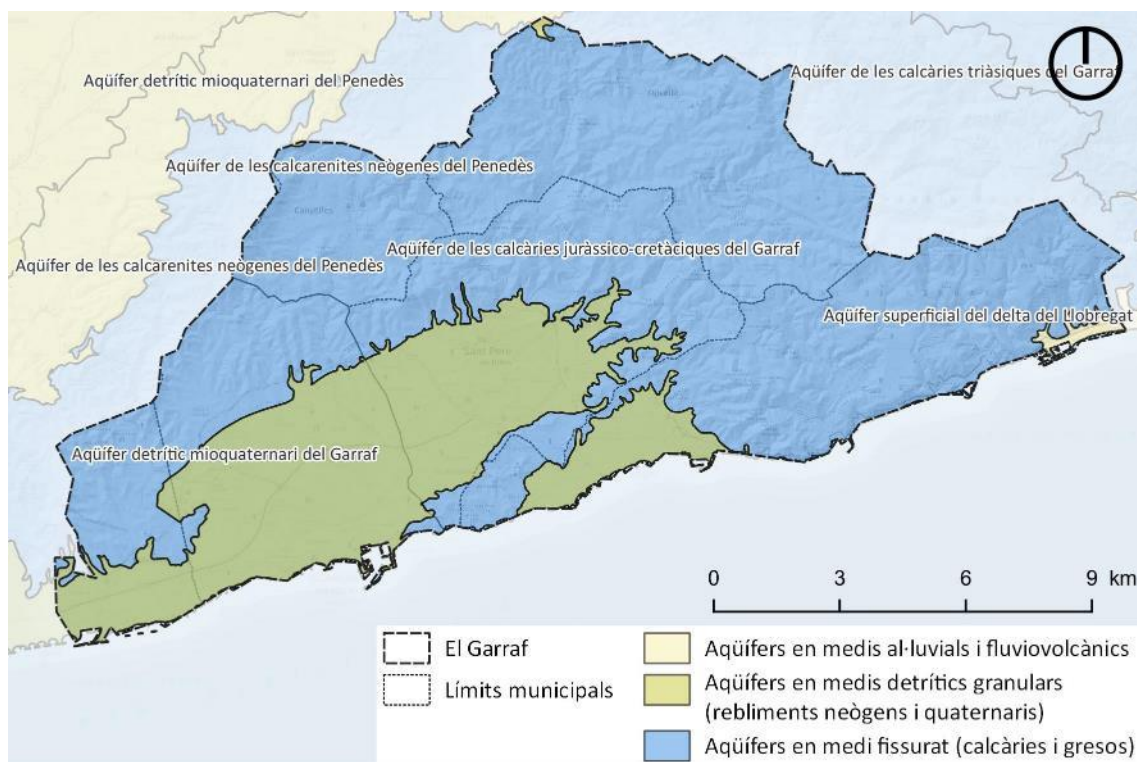 Aqüífer detrític mioquaternari del Penedès
Aqüífer de les calcàries triàsiques del Garraf
Aqüífer de les calcarenites neògenes del Penedès
Aqüífer de les calcàries juràssico-cretàciques del Garraf
Aqüífer de les calcarenites neògenes del Penedès
Aqüífer superficial del delta del Llobregat
Aqüífer detrític mioquaternari del Garraf
0 3 6 9 km
El Garraf
Límits municipals
Aqüífers en medis al·luvials i fluviovolcànics
Aqüífers en medis detrítics granulars
(rebliments neògens i quaternaris)
Aqüífers en medi fissurat (calcàries i gresos)